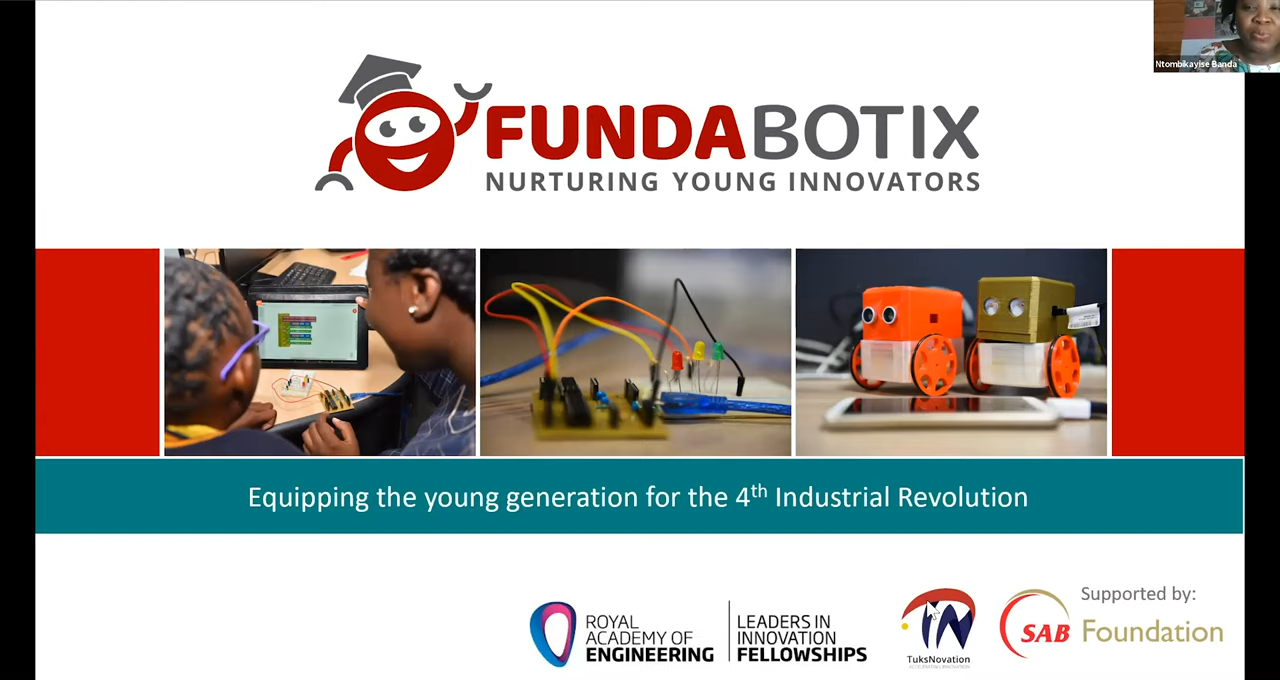 Ntombikayise Banda
FUNDABOTIX
NURTURING YOUNG INNOVATORS
Equipping the young generation for the 4th Industrial Revolution
ROYAL
ACADEMY OF
ENGINEERING
LEADERS IN
INNOVATION
FELLOWSHIPS
TuksNovation
Supported by:
SAB Foundation